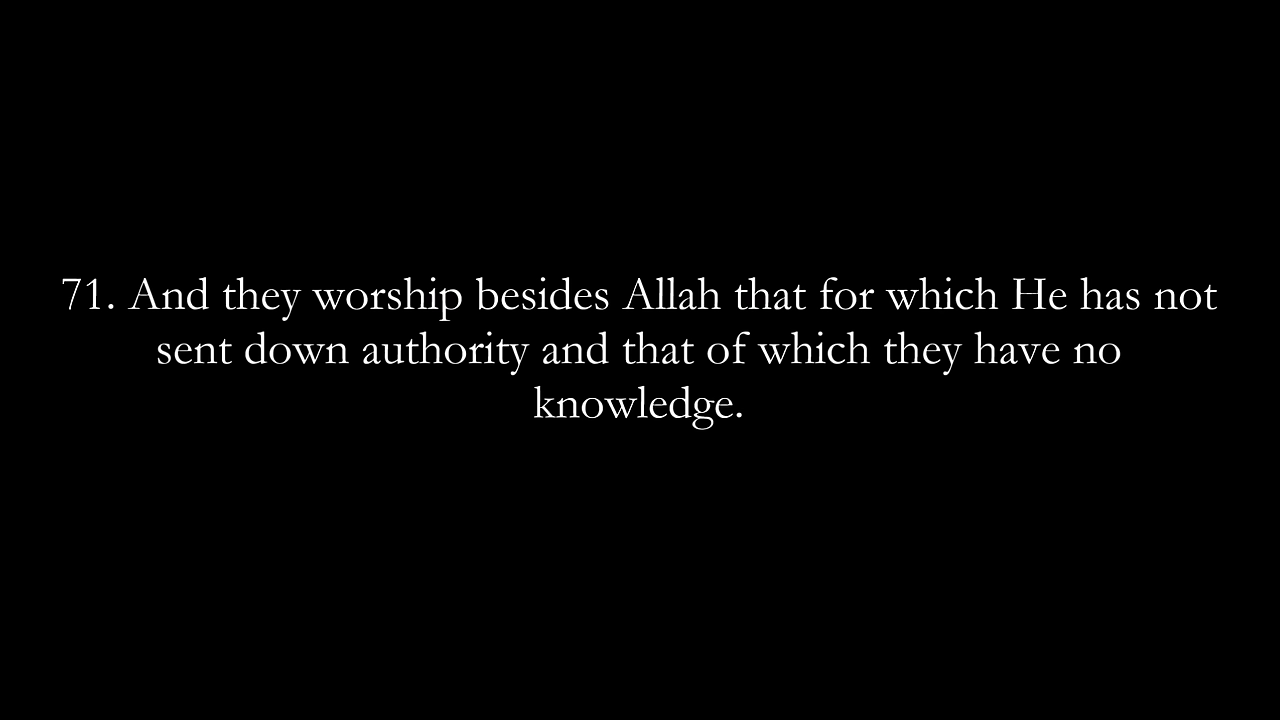 71. And they worship besides Allah that for which He has not
sent down authority and that of which they have no
knowledge.